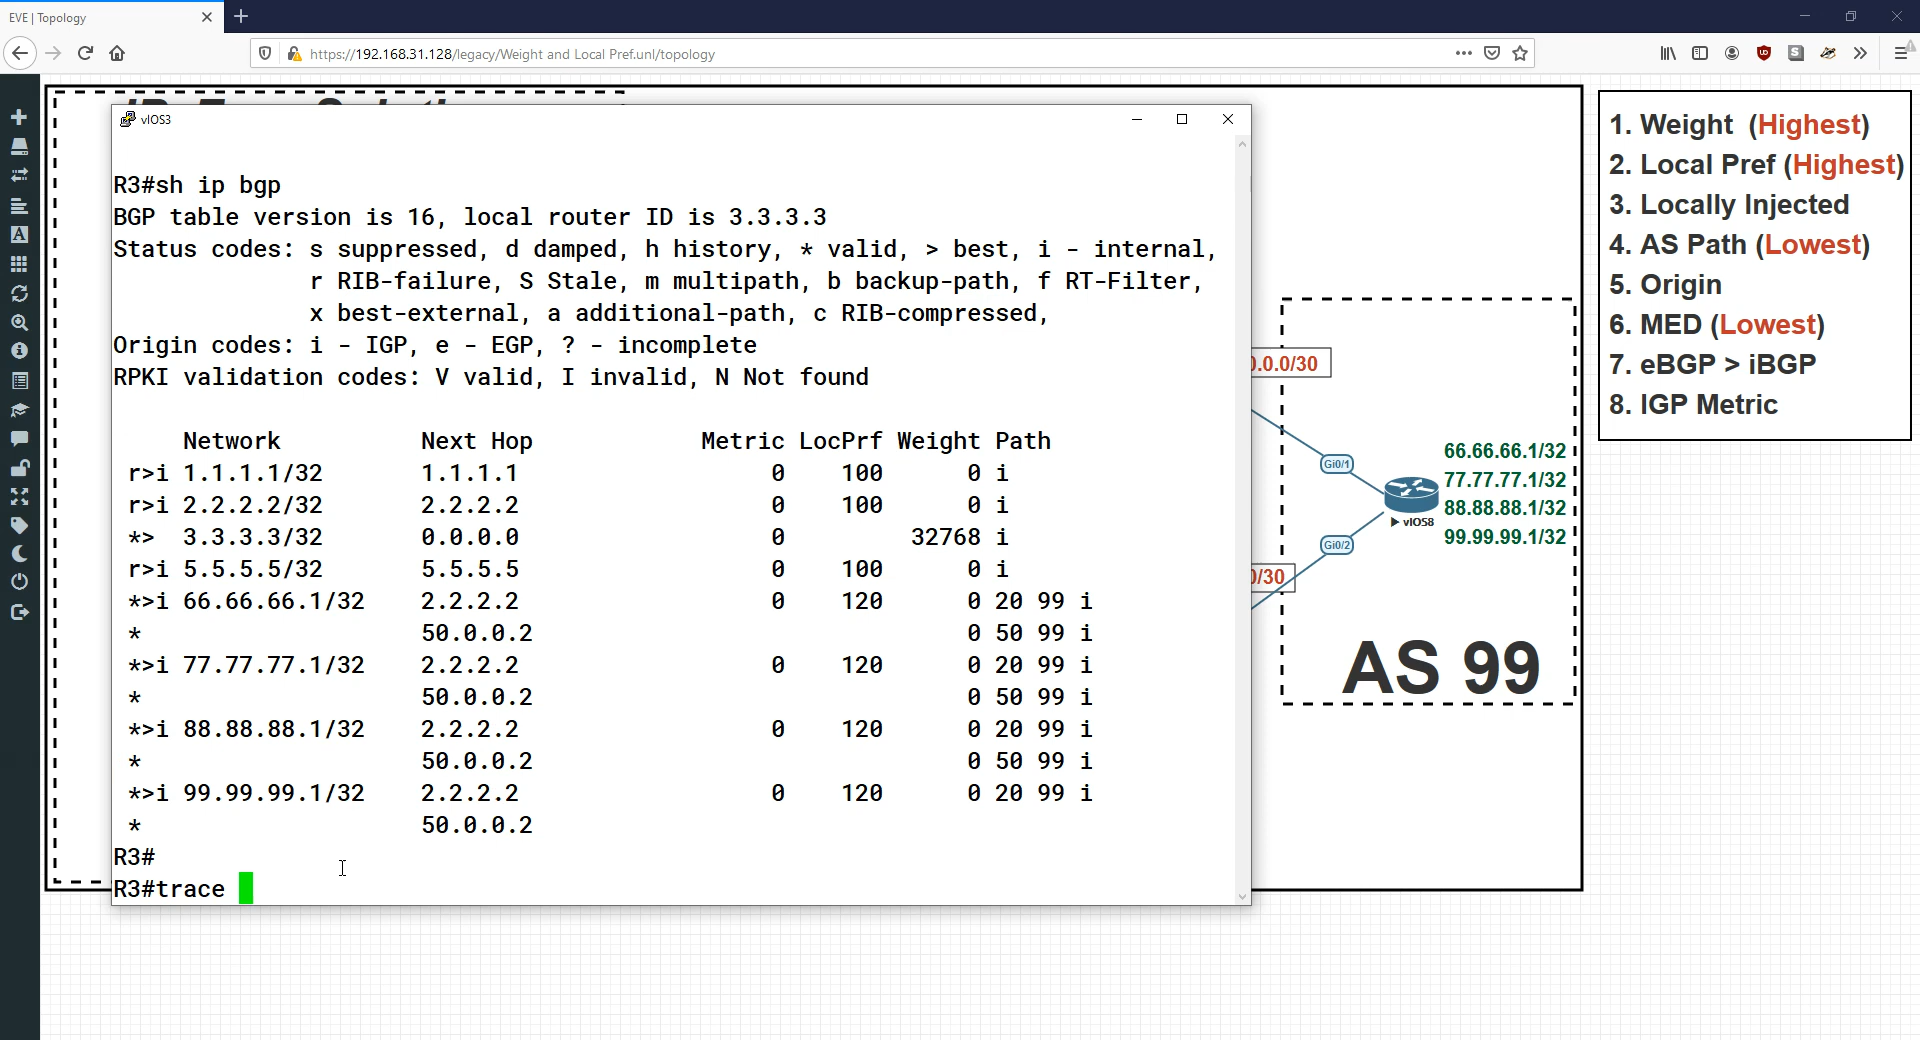 EVE | Topology
https://192.168.31.128/legacy/Weight and Local Pref.unl/topology
vIOS3
R3#sh ip bgp
BGP table version is 16, local router ID is 3.3.3.3
Status codes: s suppressed, d damped, h history, * valid, > best, i - internal,
r RIB-failure, S Stale, m multipath, b backup-path, f RT-Filter,
x best-external, a additional-path, c RIB-compressed,
Origin codes: i - IGP, e - EGP, ? - incomplete
RPKI validation codes: V valid, I invalid, N Not found
Network Next Hop Metric LocPrf Weight Path
r>i 1.1.1.1/32 1.1.1.1 0 100 0 i
r>i 2.2.2.2/32 2.2.2.2 0 100 0 i
*> 3.3.3.3/32 0.0.0.0 0 32768 i
r>i 5.5.5.5/32 5.5.5.5 0 100 0 i
*>i 66.66.66.1/32 2.2.2.2 0 120 0 20 99 i
* 50.0.0.2 0 50 99 i
*>i 77.77.77.1/32 2.2.2.2 0 120 0 20 99 i
* 50.0.0.2 0 50 99 i
*>i 88.88.88.1/32 2.2.2.2 0 120 0 20 99 i
* 50.0.0.2 0 50 99 i
*>i 99.99.99.1/32 2.2.2.2 0 120 0 20 99 i
* 50.0.0.2
R3#
R3#trace
.0.0/30
Gi0/1
66.66.66.1/32
77.77.77.1/32
88.88.88.1/32
99.99.99.1/32
vIOS8
Gi0/2
/30
AS 99
1. Weight (Highest)
2. Local Pref (Highest)
3. Locally Injected
4. AS Path (Lowest)
5. Origin
6. MED (Lowest)
7. eBGP > iBGP
8. IGP Metric